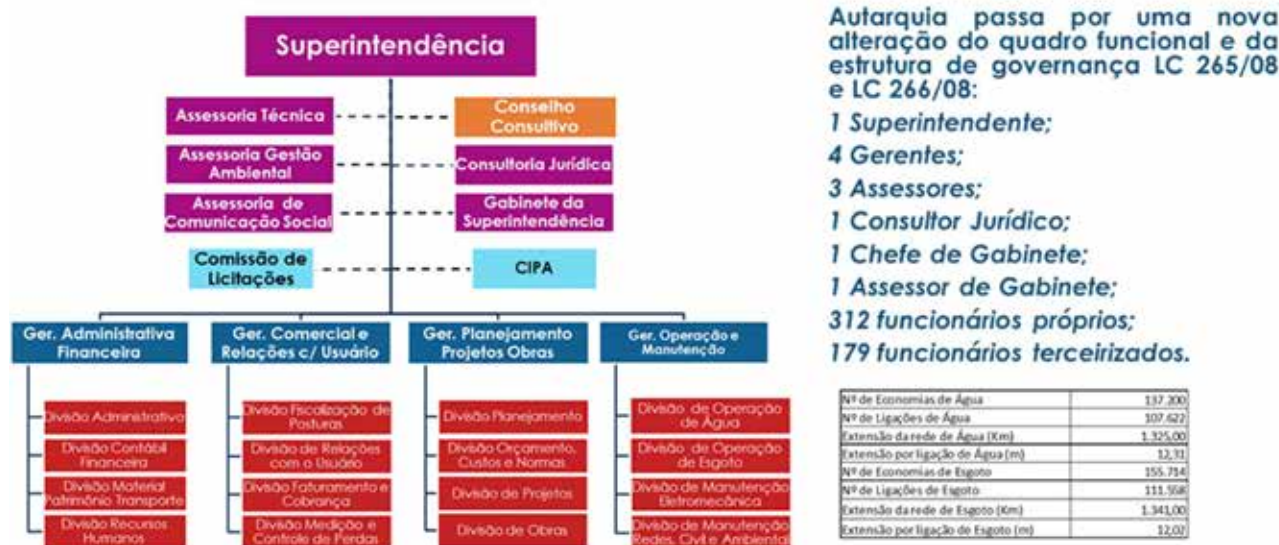 Superintendência
Assessoria Técnica
Conselho
Consultivo
Assessoria Gestão
Ambiental
Consultoria Jurídica
Assessoria de
Comunicação Social
Gabinete da
Superintendência
Comissão de
Licitações
CIPA
Ger. Administrativa
Financeira
Ger. Comercial e
Relações c/ Usuário
Ger. Planejamento
Projetos Obras
Ger. Operação e
Manutenção
Divisão Administrativo
Divisão Contábil
Financeira
Divisão Material
Patrimônio Transporte
Divisão Recursos
Humanos
Divisão Fiscalização de
Posturas
Divisão de Relações
com o Usuário
Divisão Faturamento e
Cobrança
Divisão Medição e
Controle de Perdas
Divisão Planejamento
Divisão Orçamento,
Custos e Normas
Divisão de Projetos
Divisão de Obras
Divisão de Operação
de Água
Divisão de Operação
de Esgoto
Divisão de Manutenção
Eletromecânica
Divisão de Manutenção
Redes, Civil e Ambiental
Autarquia passa por uma nova
alteração do quadro funcional e da
estrutura de governança LC 265/08
e LC 266/08:
1 Superintendente;
4 Gerentes;
3 Assessores;
1 Consultor Jurídico;
1 Chefe de Gabinete;
1 Assessor de Gabinete;
312 funcionários próprios;
179 funcionários terceirizados.
Nº de Economias de Água 137.200
Nº de Ligações de Água 107.622
Extensão da rede de Água (Km) 1.325,00
Extensão por ligação de Água (m) 12,31
Nº de Economias de Esgoto 155.714
Nº de Ligações de Esgoto 111.558
Extensão da rede de Esgoto (Km) 1.341,00
Extensão por ligação de Esgoto (m) 12,02